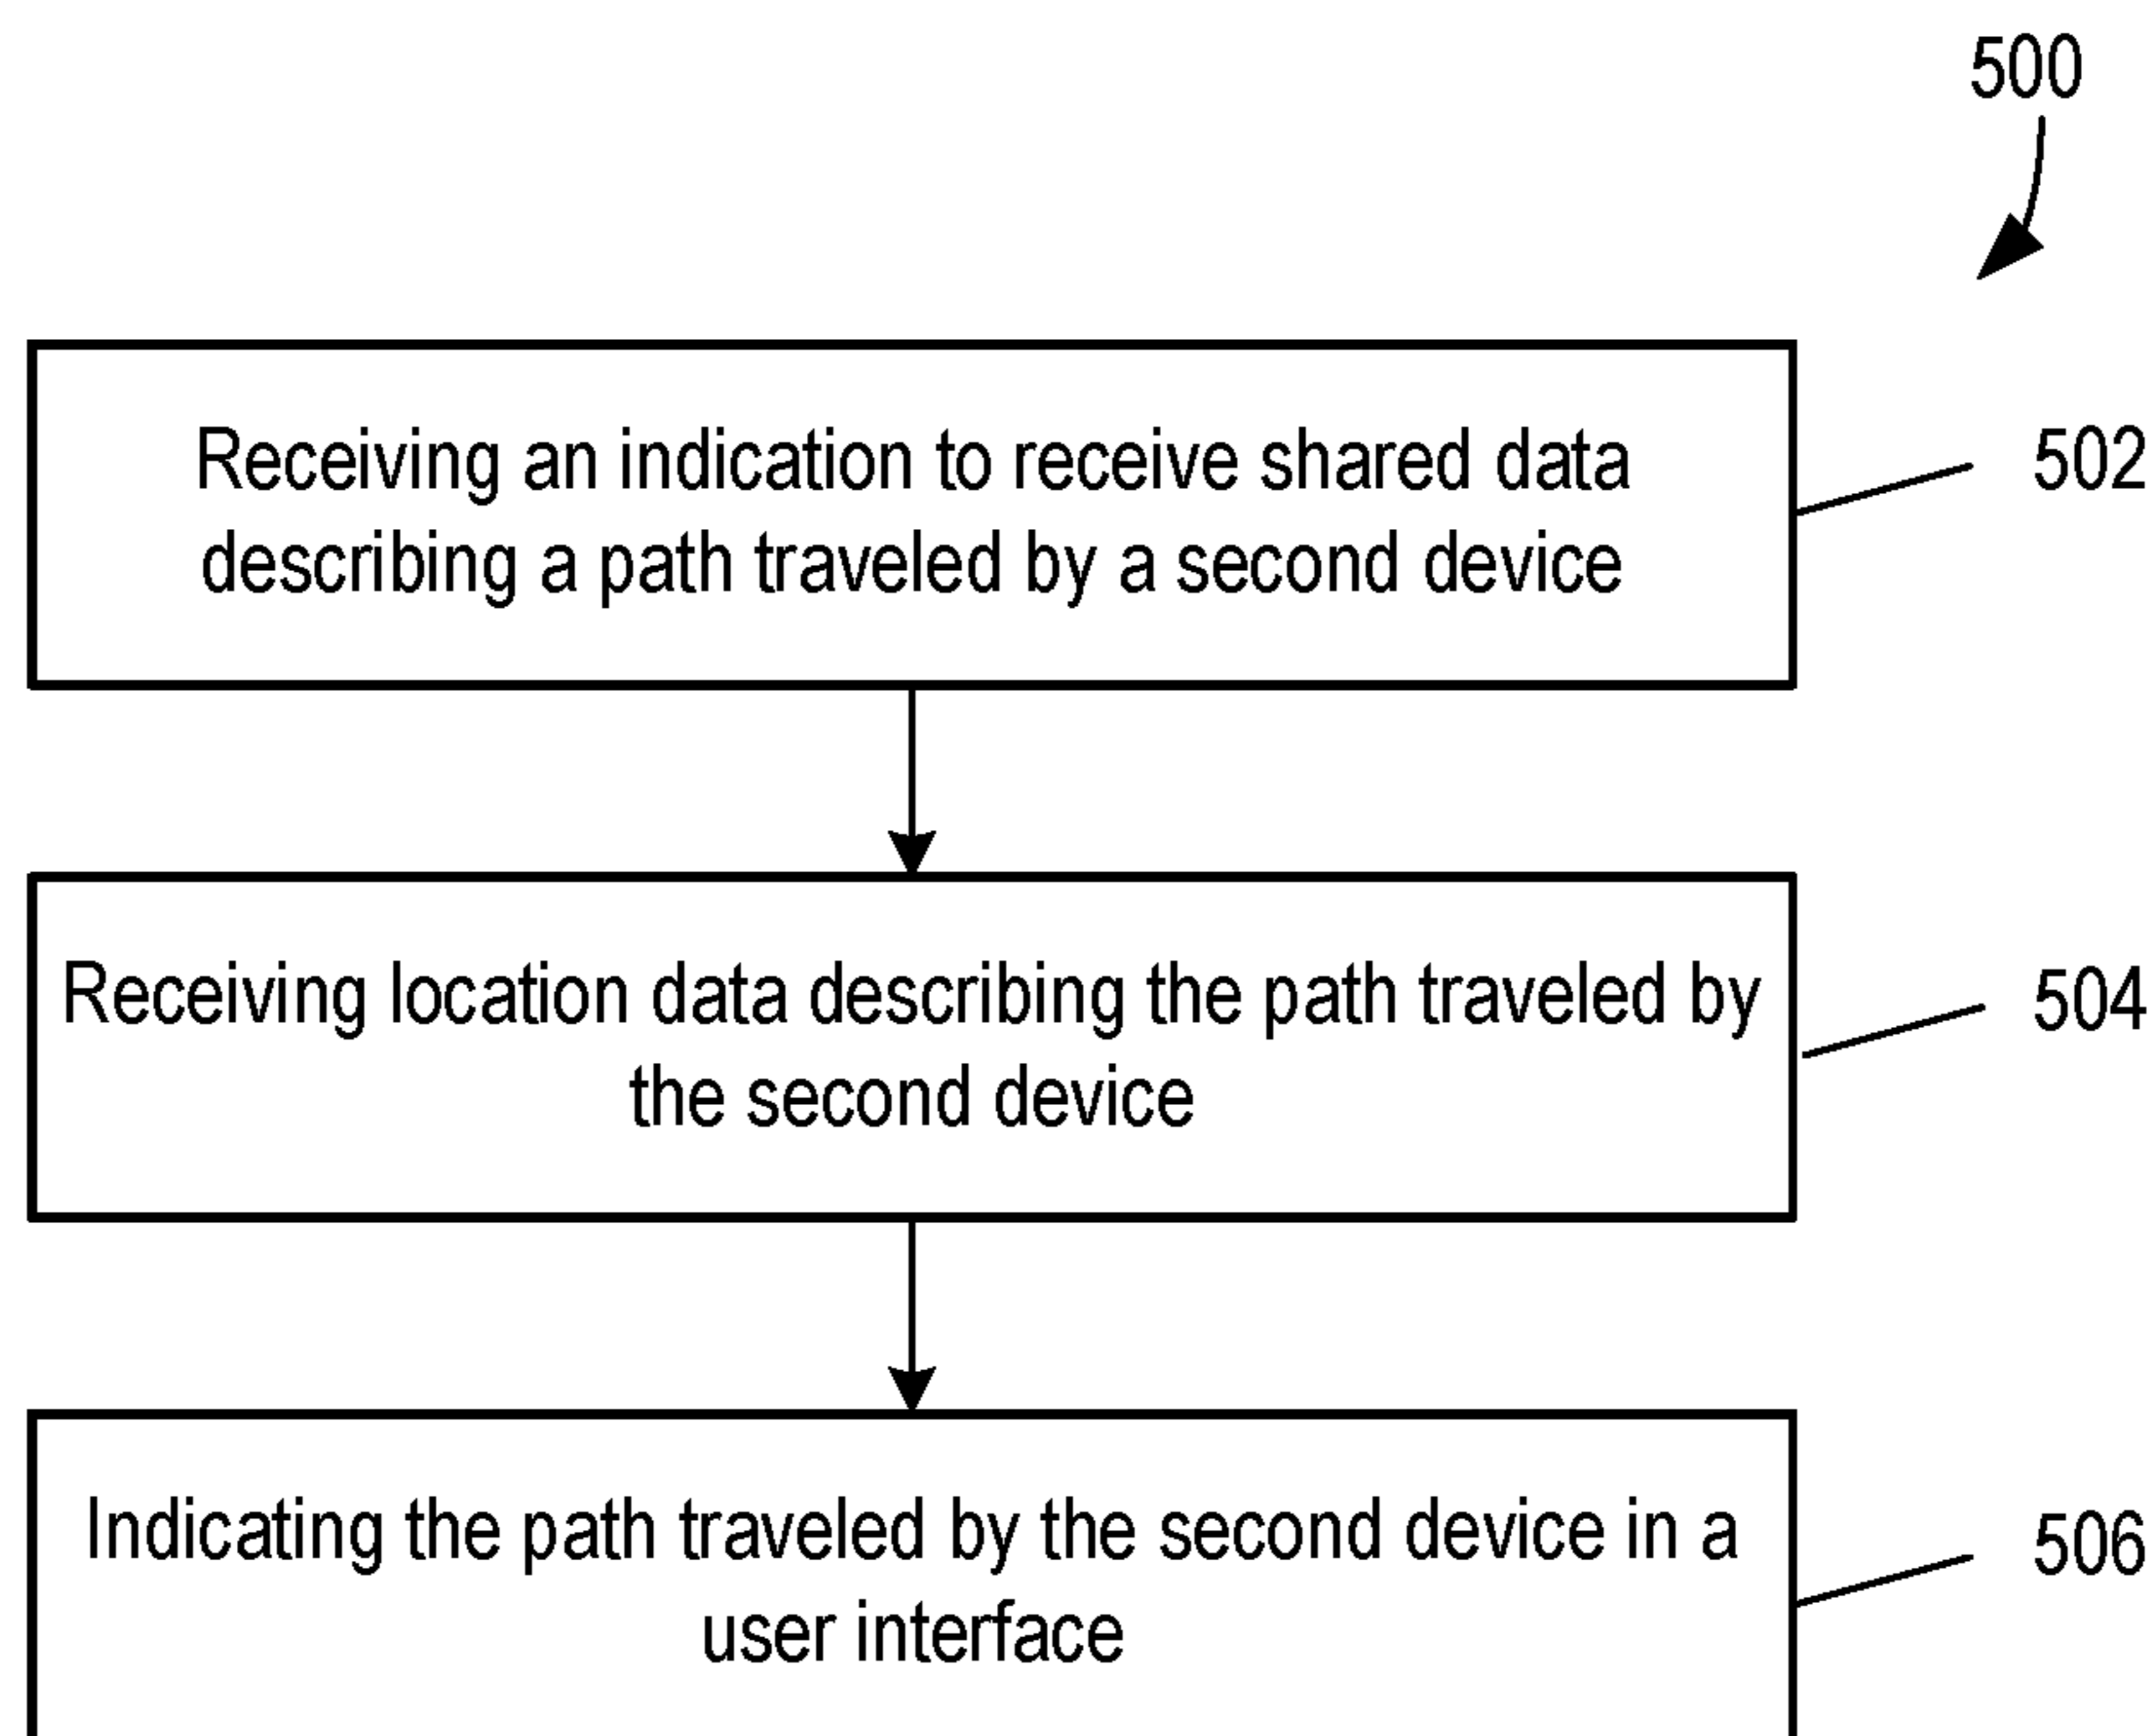 500
Receiving an indication to receive shared data
describing a path traveled by a second device
502
Receiving location data describing the path traveled by
the second device
504
Indicating the path traveled by the second device in a
user interface
506